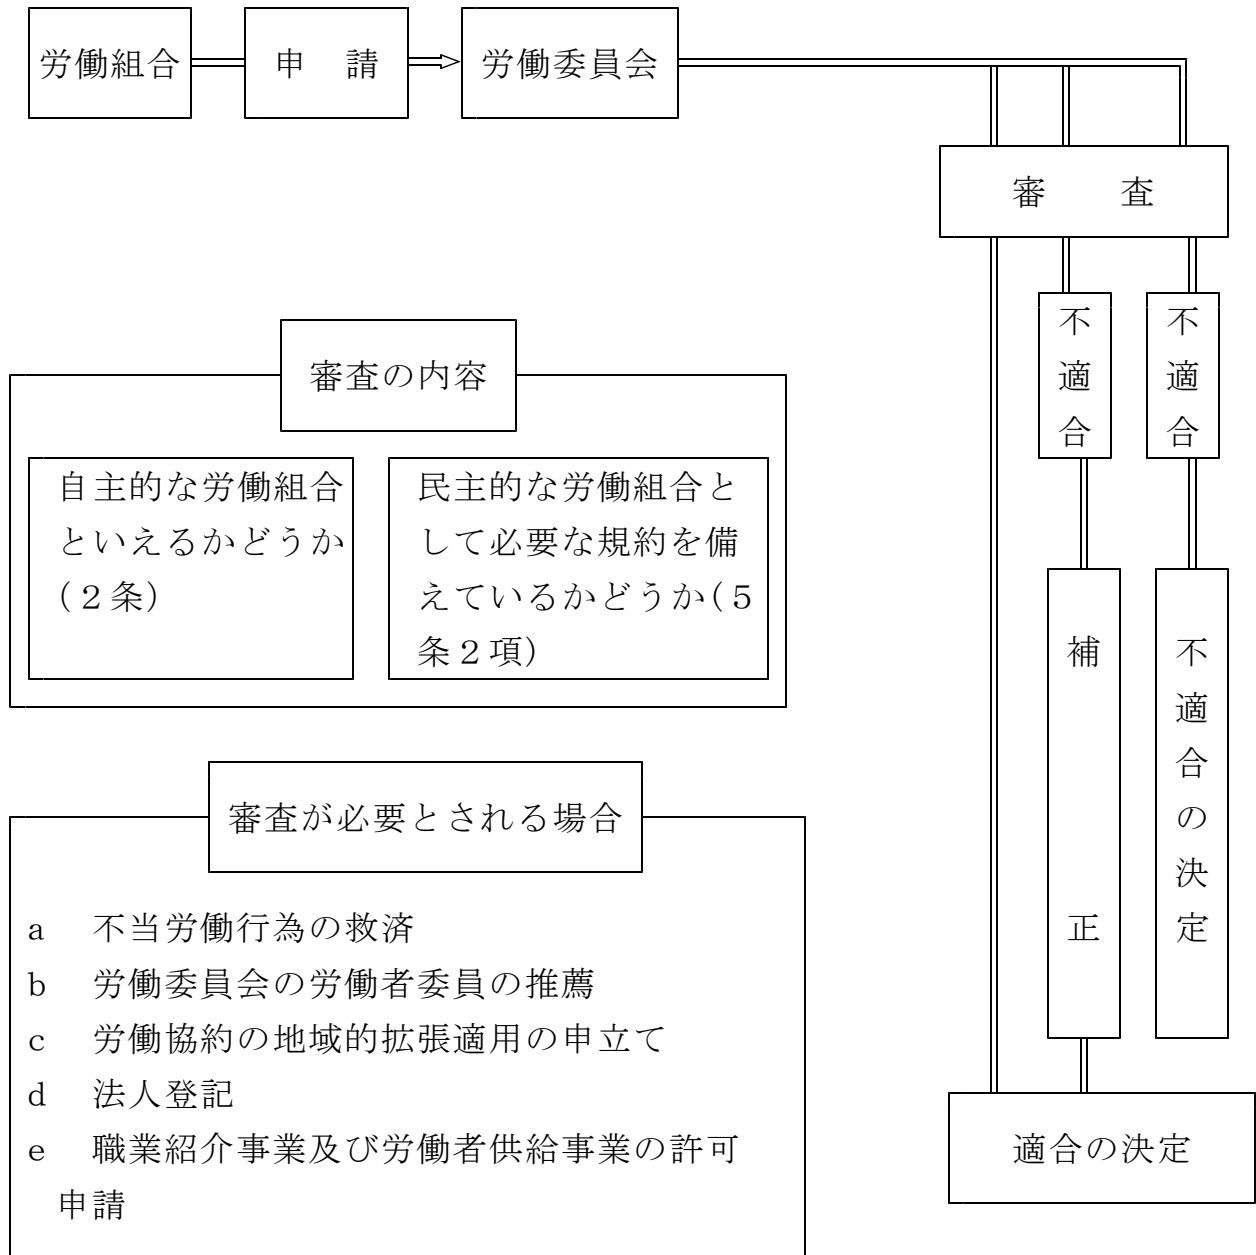 労働組合
申　請
労働委員会
審　　査
不適合
不適合
審査の内容
自主的な労働組合
といえるかどうか
(２条)
民主的な労働組合と
して必要な規約を備
えているかどうか(５
条２項)
補　正
不適合の決定
審査が必要とされる場合
a　不当労働行為の救済
b　労働委員会の労働者委員の推薦
c　労働協約の地域的拡張適用の申立て
d　法人登記
e　職業紹介事業及び労働者供給事業の許可
申請
適合の決定